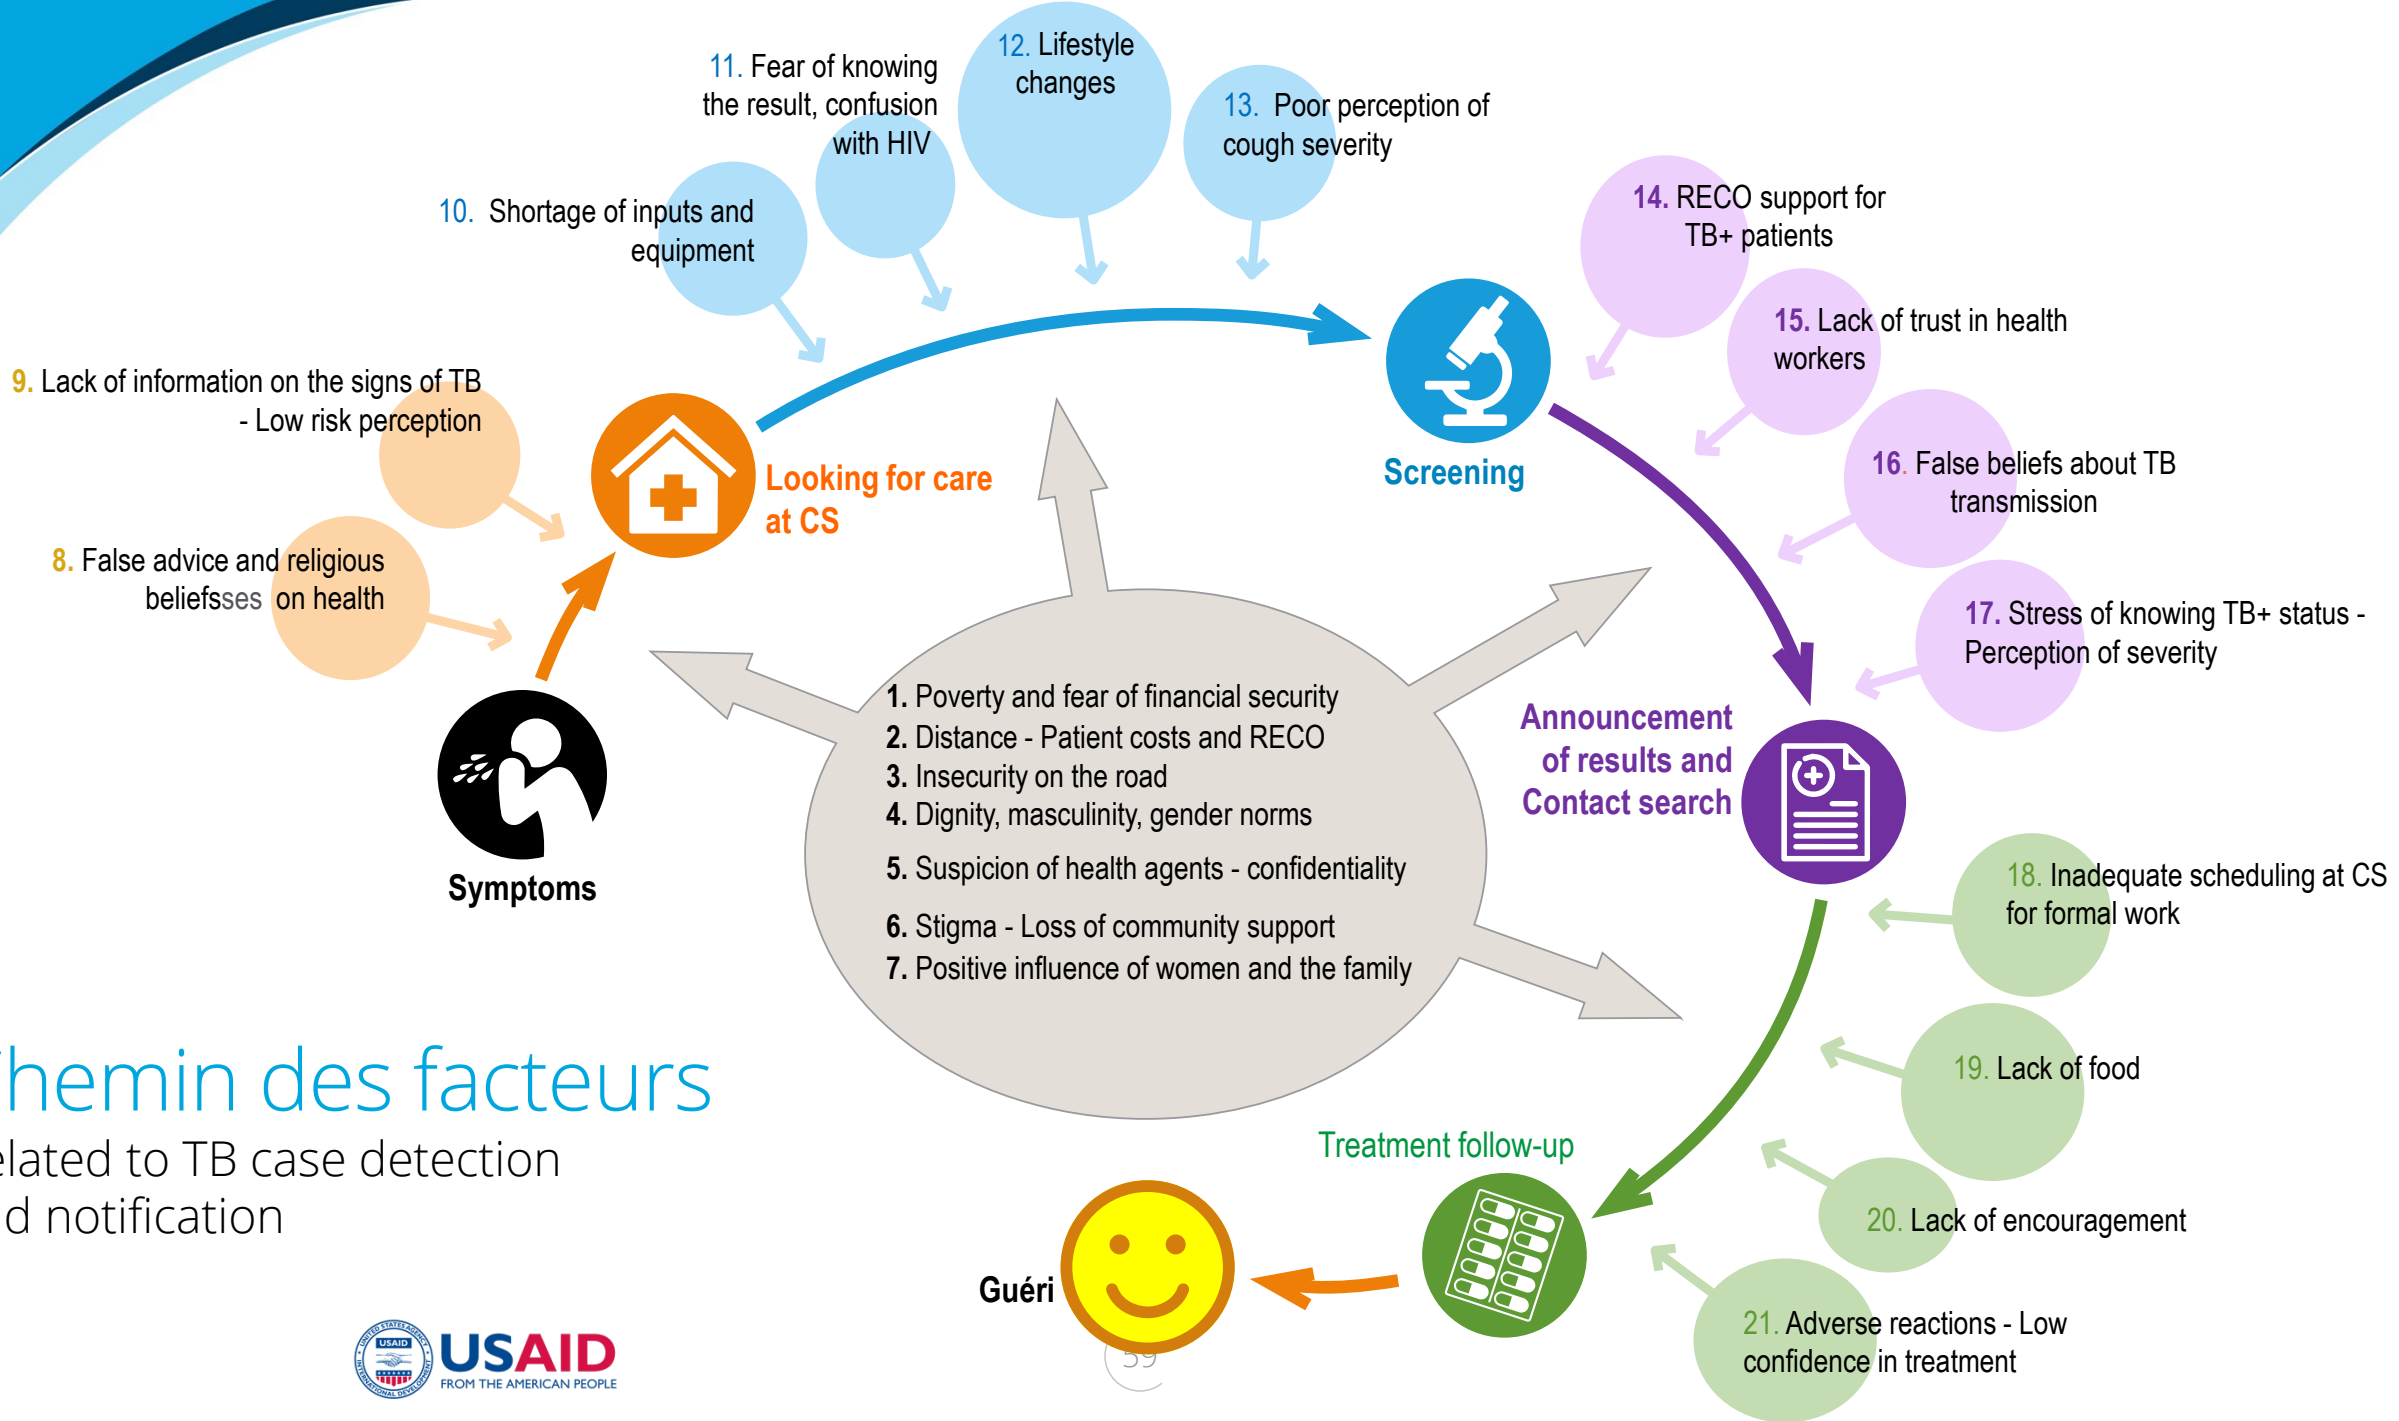 11. Fear of knowing
the result, confusion
with HIV
12. Lifestyle
changes
13. Poor perception of
cough severity
10. Shortage of inputs and
equipment
14. RECO support for
TB+ patients
15. Lack of trust in health
workers
9. Lack of information on the signs of TB
- Low risk perception
16. False beliefs about TB
transmission
Looking for care
at CS
Screening
8. False advice and religious
beliefsses on health
17. Stress of knowing TB+ status -
Perception of severity
1. Poverty and fear of financial security
2. Distance - Patient costs and RECO
3. Insecurity on the road
4. Dignity, masculinity, gender norms
5. Suspicion of health agents - confidentiality
6. Stigma - Loss of community support
7. Positive influence of women and the family
Announcement
of results and
Contact search
Symptoms
18. Inadequate scheduling at CS
for formal work
19. Lack of food
hemin des facteurs
elated to TB case detection
d notification
Treatment follow-up
20. Lack of encouragement
Guéri
21. Adverse reactions - Low
confidence in treatment
59
UNITED STATES AGENCY
USAID
INTERNATIONAL DEVELOPMENT
USAID
FROM THE AMERICAN PEOPLE